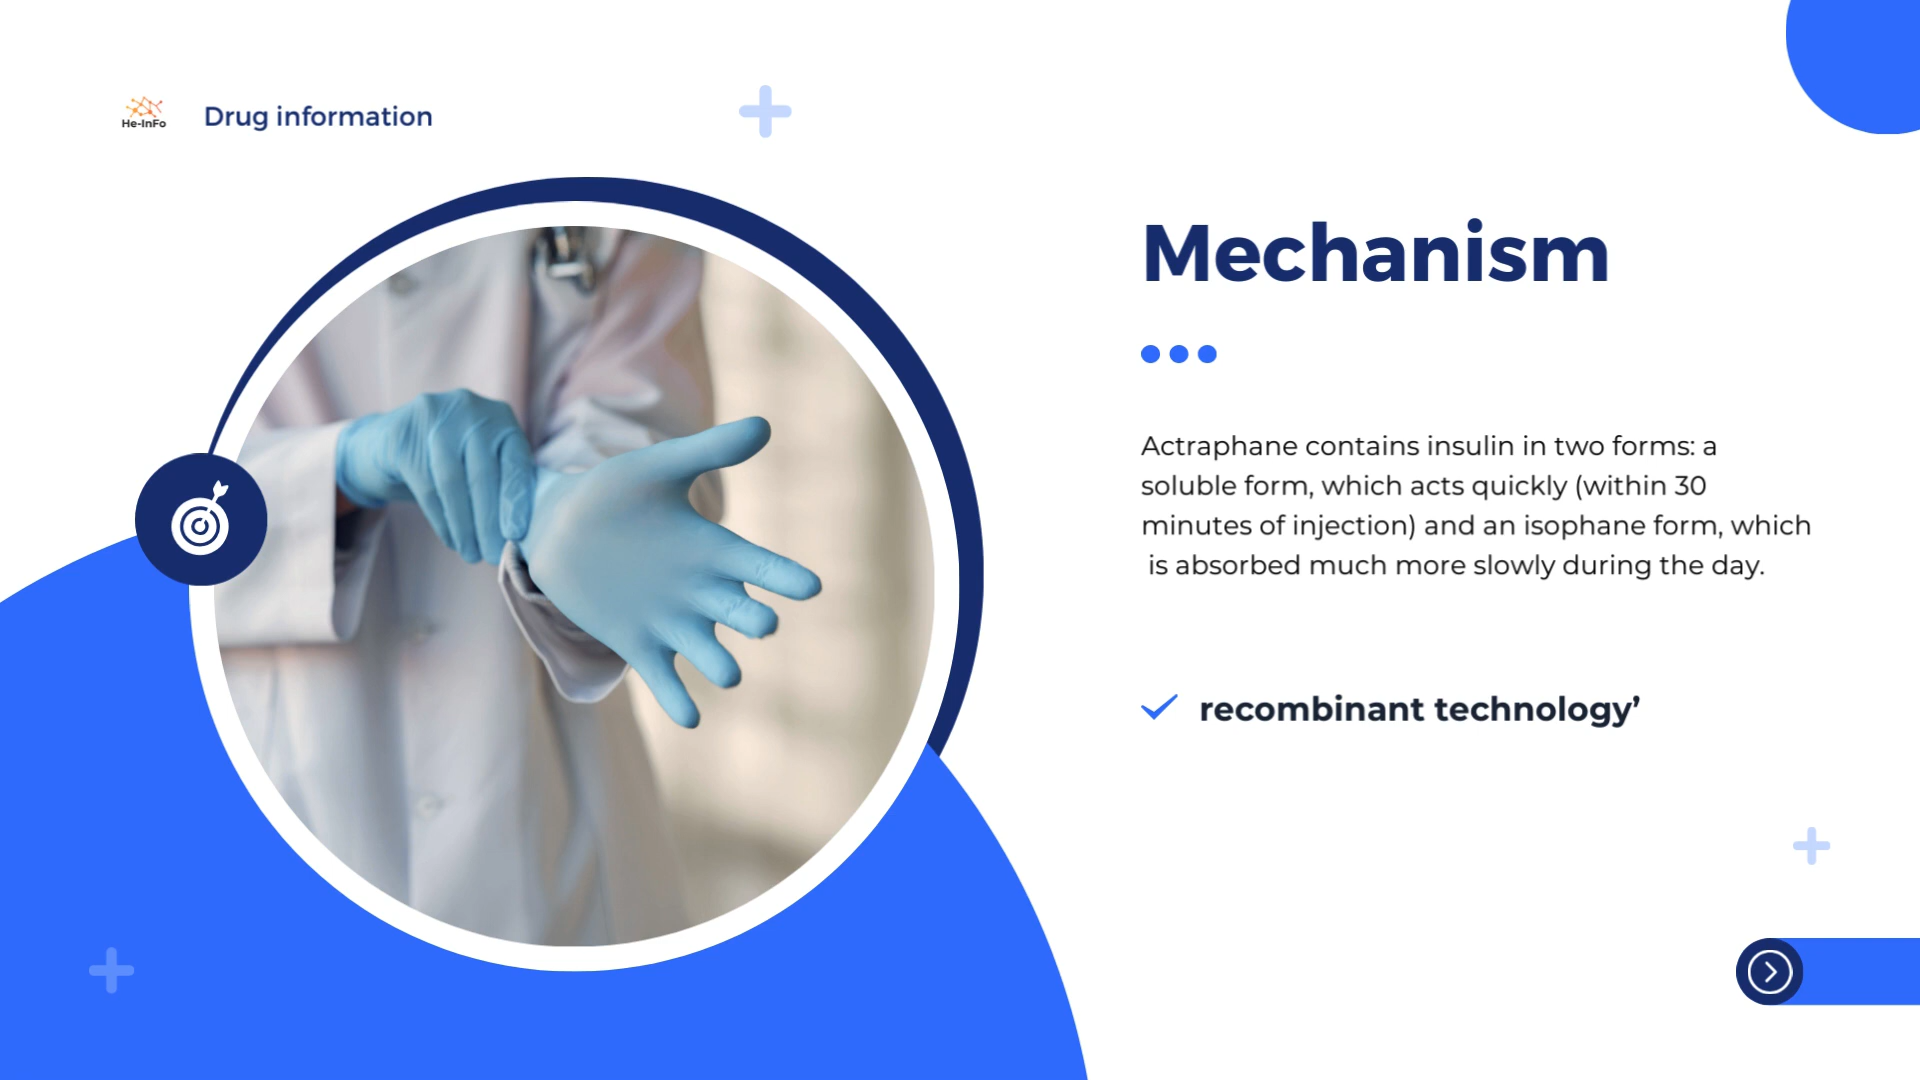 He-InFo
Drug information
Mechanism
Actraphane contains insulin in two forms: a
soluble form, which acts quickly (within 30
minutes of injection) and an isophane form, which
is absorbed much more slowly during the day.
recombinant technology’